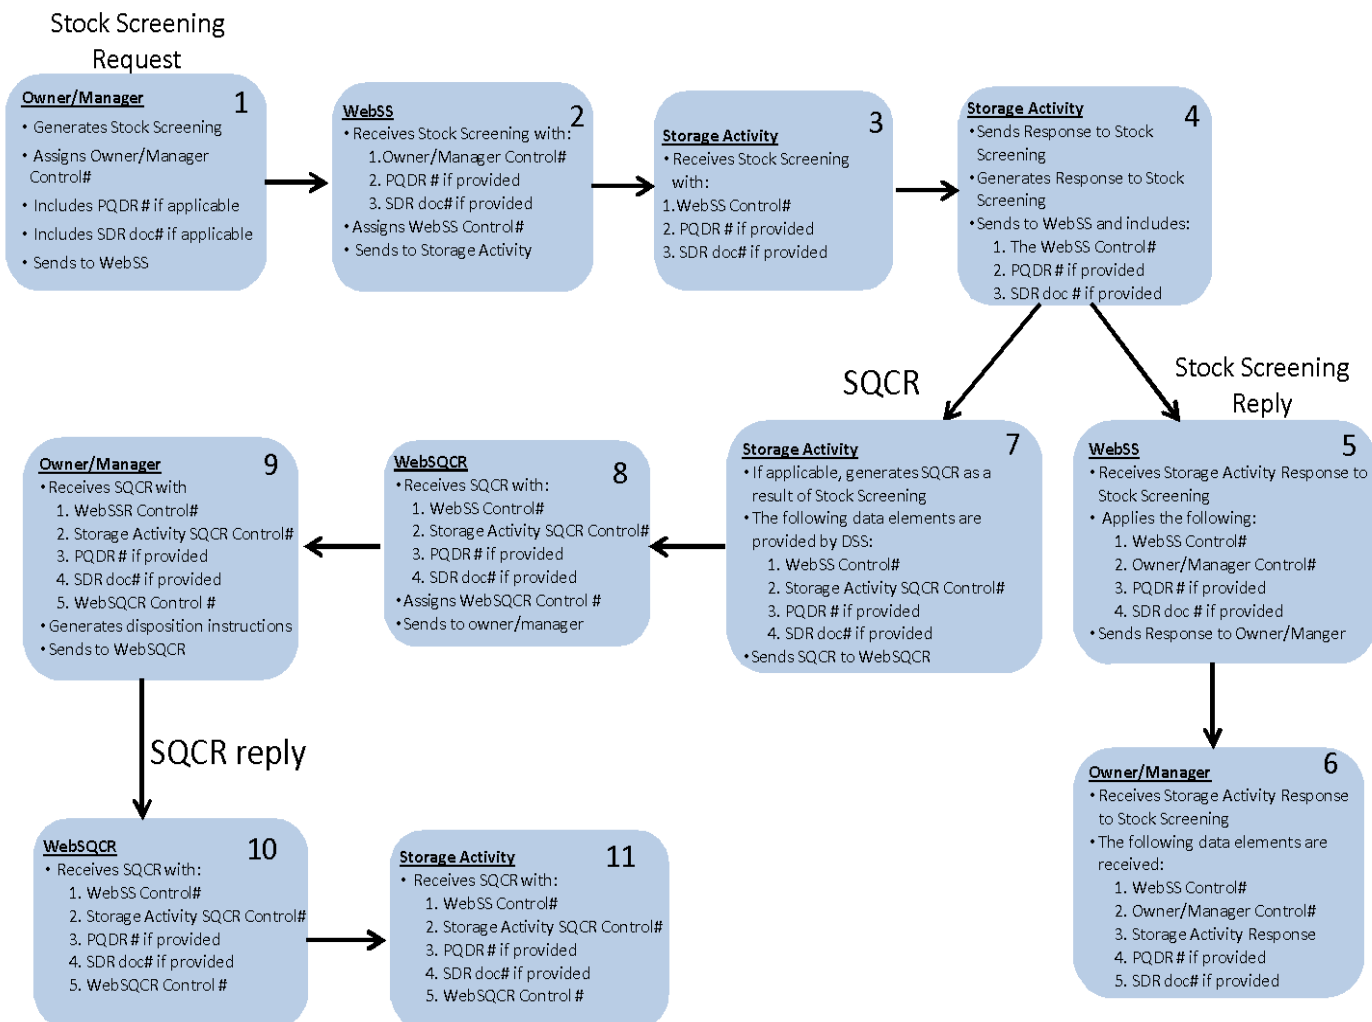 Stock Screening
Request
Owner/Manager
1
• Generates Stock Screening
• Assigns Owner/Manager
Control#
• Includes PQDR # if applicable
• Includes SDR doc# if applicable
• Sends to WebSS
WebSS
2
• Receives Stock Screening with:
1.Owner/Manager Control#
2. PQDR # if provided
3. SDR doc# if provided
• Assigns WebSS Control#
• Sends to Storage Activity
3
Storage Activity
• Receives Stock Screening
with:
1. WebSS Control#
2. PQDR # if provided
3. SDR doc# if provided
Storage Activity
4
• Sends Response to Stock
Screening
• Generates Response to Stock
Screening
• Sends to WebSS and includes:
1. The WebSS Control#
2. PQDR # if provided
3. SDR doc # if provided
SQCR
Stock Screening
Reply
WebSS
5
• Receives Storage Activity Response to
Stock Screening
• Applies the following:
1. WebSS Control#
2. Owner/Manager Control#
3. PQDR # if provided
4. SDR doc # if provided
• Sends Response to Owner/Manger
Owner/Manager
6
• Receives Storage Activity Response
to Stock Screening
• The following data elements are
received:
1. WebSS Control#
2. Owner/Manager Control#
3. Storage Activity Response
4. PQDR # if provided
5. SDR doc# if provided
Storage Activity
7
• If applicable, generates SQCR as a
result of Stock Screening
• The following data elements are
provided by DSS:
1. WebSS Control#
2. Storage Activity SQCR Control#
3. PQDR # if provided
4. SDR doc# if provided
• Sends SQCR to WebSQCR
WebSQCR
8
• Receives SQCR with:
1. WebSS Control#
2. Storage Activity SQCR Control#
3. PQDR # if provided
4. SDR doc# if provided
• Assigns WebSQCR Control #
• Sends to owner/manager
Owner/Manager
9
• Receives SQCR with
1. WebSSR Control#
2. Storage Activity SQCR Control#
3. PQDR # if provided
4. SDR doc# if provided
5. WebSQCR Control #
• Generates disposition instructions
• Sends to WebSQCR
SQCR reply
WebSQCR
10
• Receives SQCR with:
1. WebSS Control#
2. Storage Activity SQCR Control#
3. PQDR # if provided
4. SDR doc# if provided
5. WebSQCR Control #
Storage Activity
11
• Receives SQCR with:
1. WebSS Control#
2. Storage Activity SQCR Control#
3. PQDR # if provided
4. SDR doc# if provided
5. WebSQCR Control #